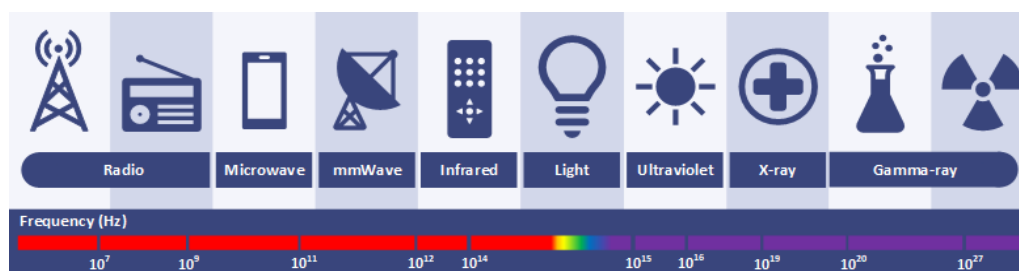 Radio Microwave mmWave Infrared Light Ultraviolet X-ray Gamma-ray
Frequency (Hz)
10⁷ 10⁹ 10¹¹ 10¹² 10¹⁴ 10¹⁵ 10¹⁶ 10¹⁹ 10²⁰ 10²⁷